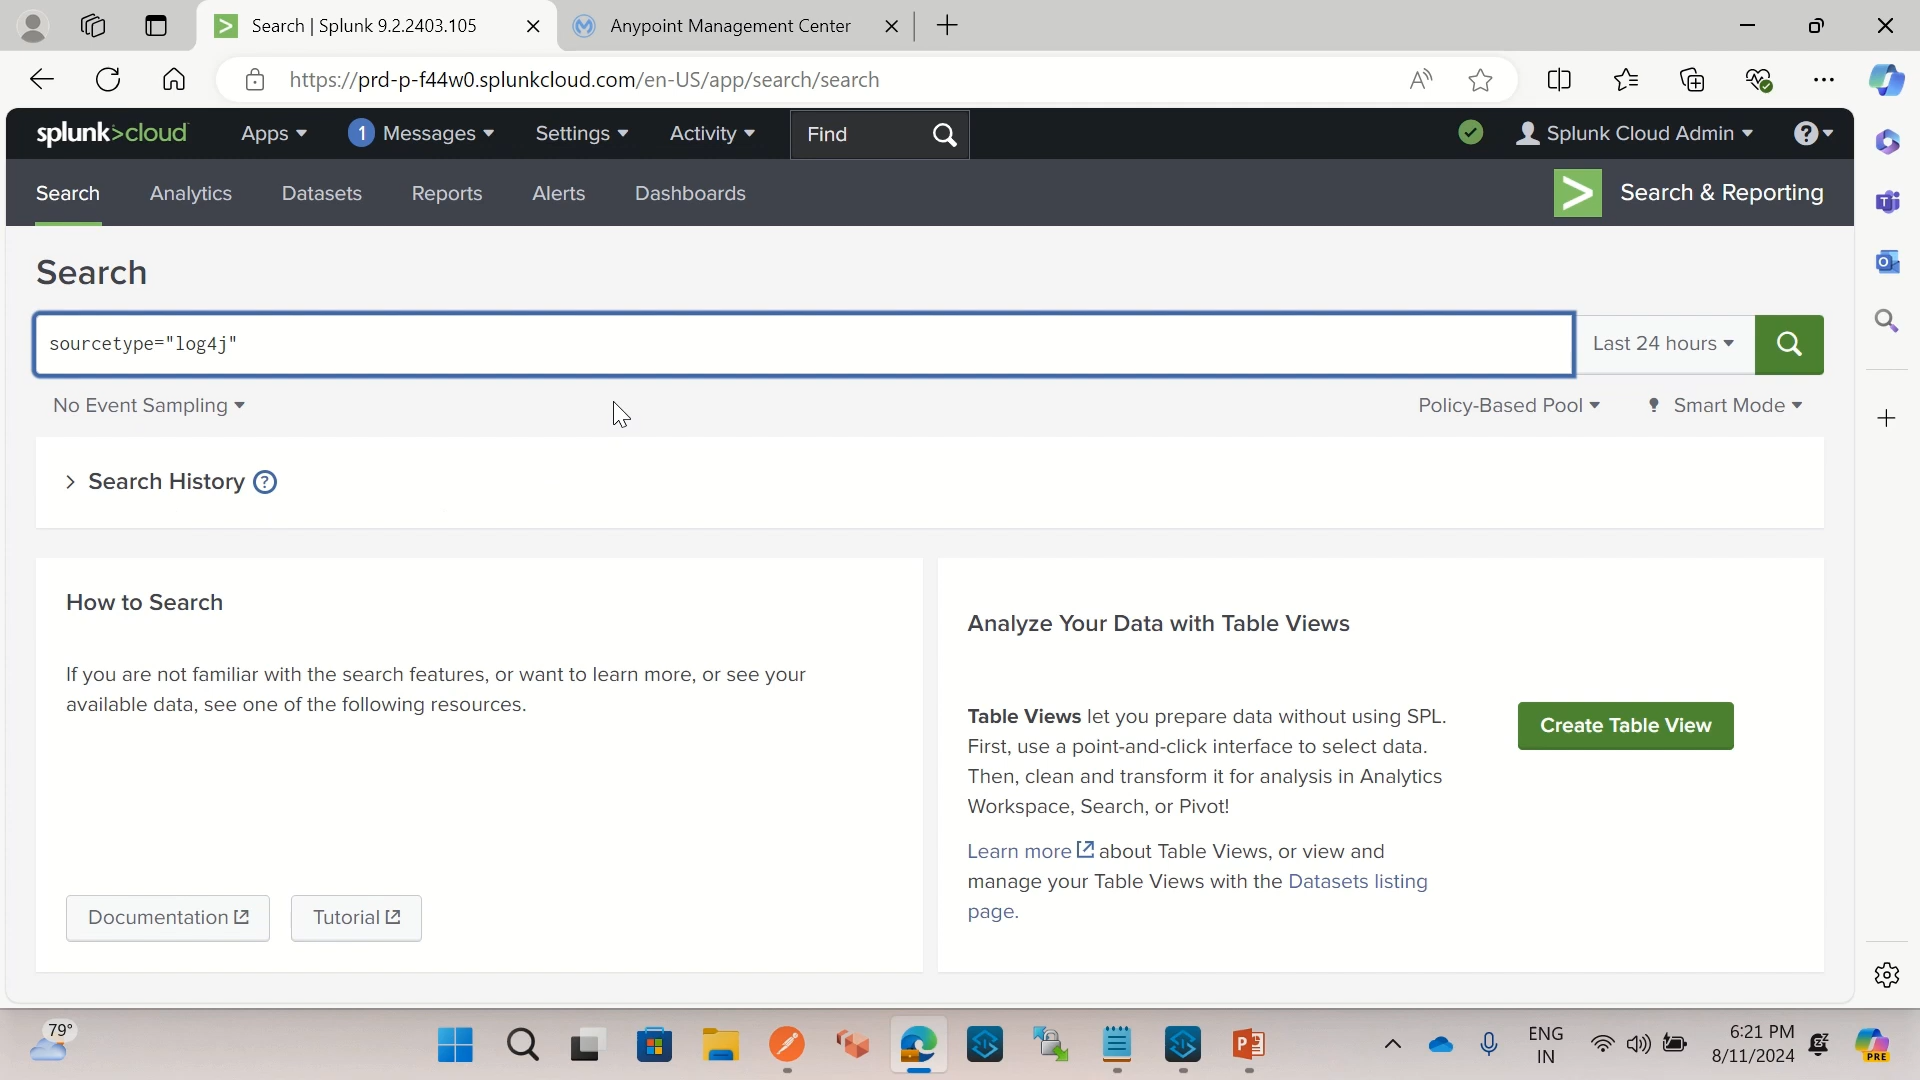 Search | Splunk 9.2.2403.105
Anypoint Management Center
https://prd-p-f44w0.splunkcloud.com/en-US/app/search/search
splunk>cloud Apps 1 Messages Settings Activity Find Splunk Cloud Admin ?
Search Analytics Datasets Reports Alerts Dashboards Search & Reporting
Search
sourcetype="log4j" Last 24 hours
No Event Sampling Policy-Based Pool Smart Mode
Search History ?
How to Search
If you are not familiar with the search features, or want to learn more, or see your
available data, see one of the following resources.
Documentation Tutorial
Analyze Your Data with Table Views
Table Views let you prepare data without using SPL.
First, use a point-and-click interface to select data.
Then, clean and transform it for analysis in Analytics
Workspace, Search, or Pivot!
Learn more about Table Views, or view and
manage your Table Views with the Datasets listing
page.
Create Table View
79°
ENG
IN
6:21 PM
8/11/2024
PRE